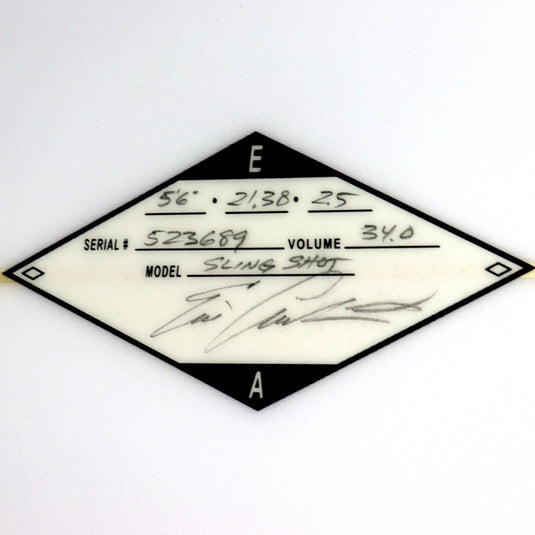 E
5'6" · 21.38 · 2.5
SERIAL # 523689 VOLUME 34.0
MODEL SLING SHOT
A